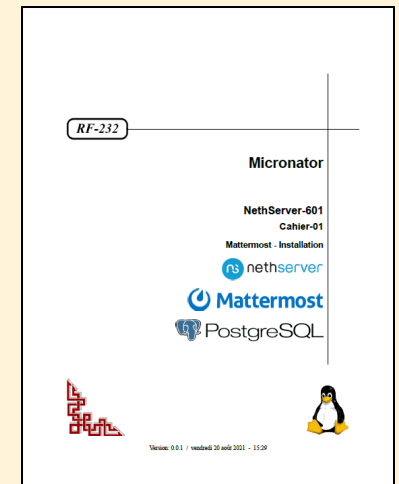 RF-232
Micronator
NethServer-601
Cahier-01
Mattermost - Installation
ns nethserver
Mattermost
PostgreSQL
Version: 0.0.1 / vendredi 20 août 2021 - 15:29